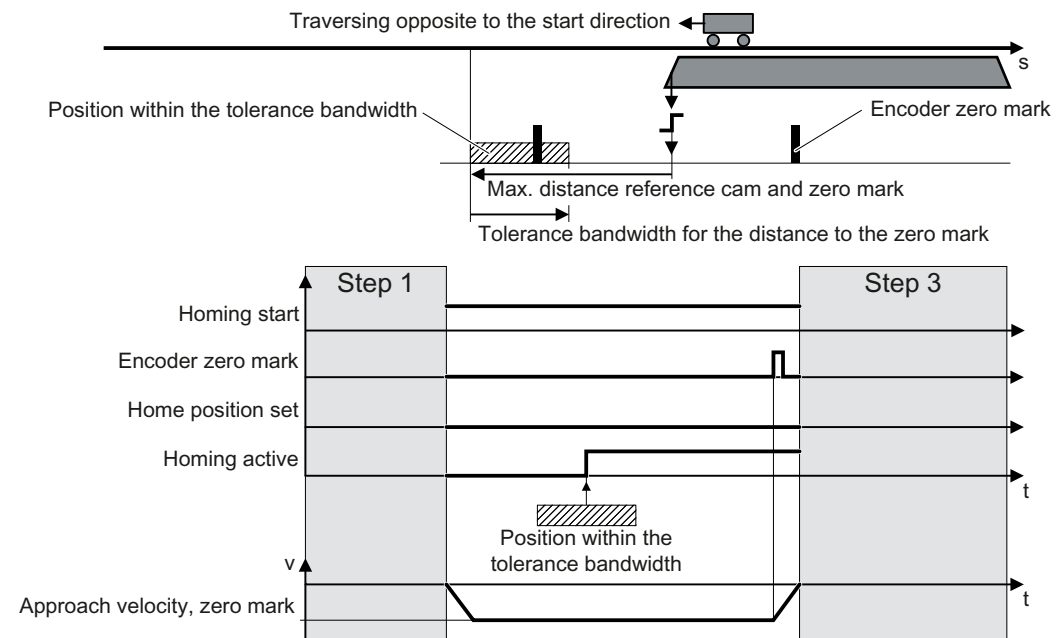 Traversing opposite to the start direction
s
Position within the tolerance bandwidth
Encoder zero mark
Max. distance reference cam and zero mark
Tolerance bandwidth for the distance to the zero mark
Step 1
Step 3
Homing start
Encoder zero mark
Home position set
Homing active
t
Position within the
tolerance bandwidth
v
t
Approach velocity, zero mark